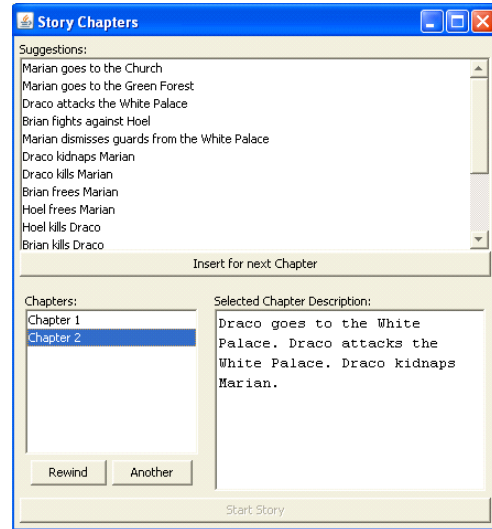 Story Chapters
Suggestions:
Marian goes to the Church
Marian goes to the Green Forest
Draco attacks the White Palace
Brian fights against Hoel
Marian dismisses guards from the White Palace
Draco kidnaps Marian
Draco kills Marian
Brian frees Marian
Hoel frees Marian
Hoel kills Draco
Brian kills Draco
Insert for next Chapter
Chapters:
Chapter 1
Chapter 2
Rewind
Another
Selected Chapter Description:
Draco goes to the White
Palace. Draco attacks the
White Palace. Draco kidnaps
Marian.
Start Story